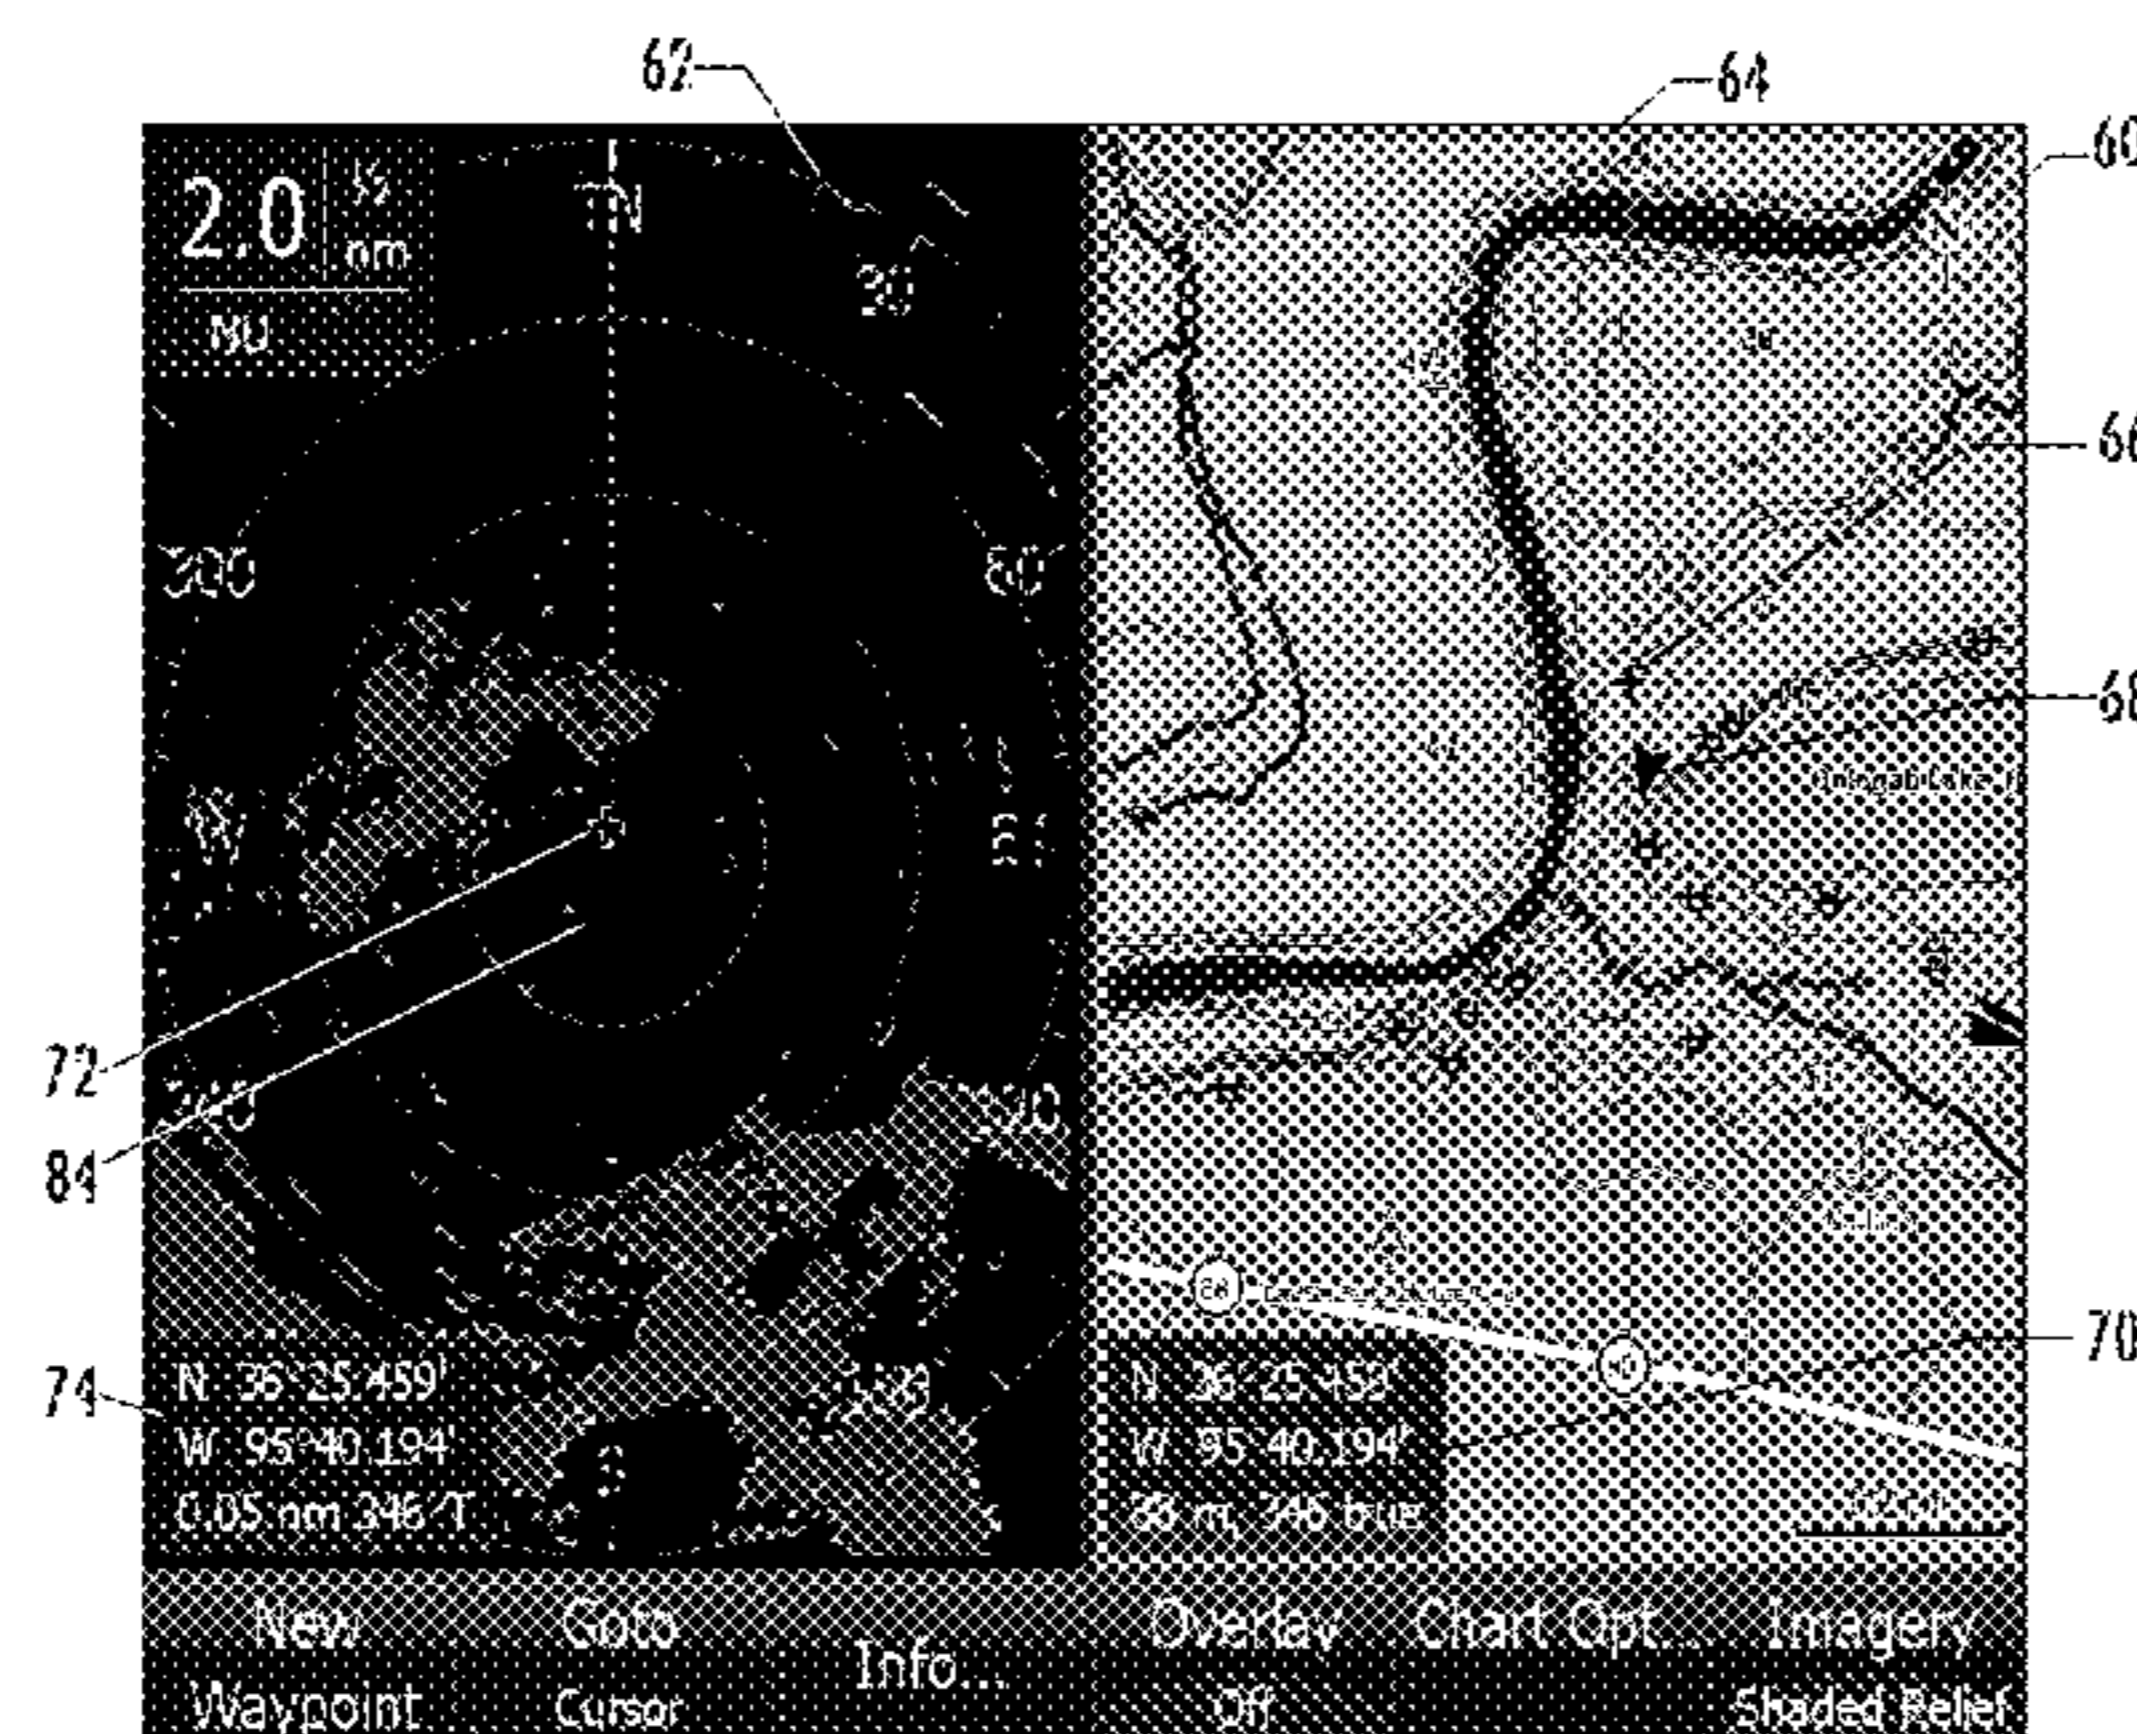 62
64
60
2.0
nm
TN
30
NU
66
300
60
68
W
72
84
74
N 36°25.459'
W 95°40.194'
0.05 nm 346°T
S
N 36°25.459'
W 95°40.194'
70
New Waypoint
Goto Cursor
Info...
Overlay Off
Chart Opt...
Imagery Shaded Relief